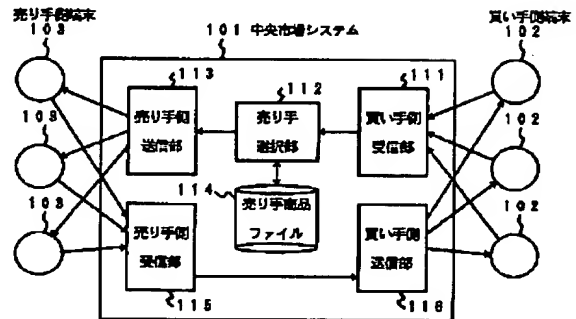 売り手側端末
買い手側端末
103
101 中央市場システム
102
113
112
111
売り手側
送信部
売り手
選択部
買い手側
受信部
103
102
114
売り手商品
ファイル
売り手側
受信部
買い手側
送信部
103
102
115
116